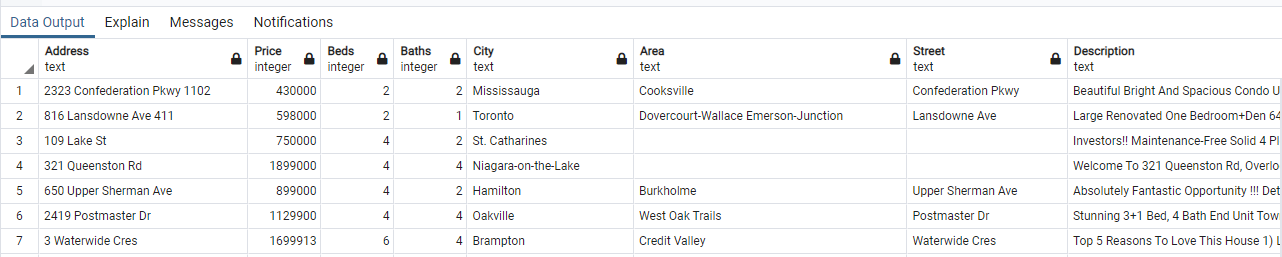 Data Output Explain Messages Notifications
Address Price Beds Baths City Area Street Description
text integer integer integer text text text text
1 2323 Confederation Pkwy 1102 430000 2 2 Mississauga Cooksville Confederation Pkwy Beautiful Bright And Spacious Condo U
2 816 Lansdowne Ave 411 598000 2 1 Toronto Dovercourt-Wallace Emerson-Junction Lansdowne Ave Large Renovated One Bedroom+Den 64
3 109 Lake St 750000 4 2 St. Catharines Investors!! Maintenance-Free Solid 4 Pl
4 321 Queenston Rd 1899000 4 4 Niagara-on-the-Lake Welcome To 321 Queenston Rd, Overlo
5 650 Upper Sherman Ave 899000 4 2 Hamilton Burkholme Upper Sherman Ave Absolutely Fantastic Opportunity !!! Det
6 2419 Postmaster Dr 1129900 4 4 Oakville West Oak Trails Postmaster Dr Stunning 3+1 Bed, 4 Bath End Unit Tow
7 3 Waterwide Cres 1699913 6 4 Brampton Credit Valley Waterwide Cres Top 5 Reasons To Love This House 1) L